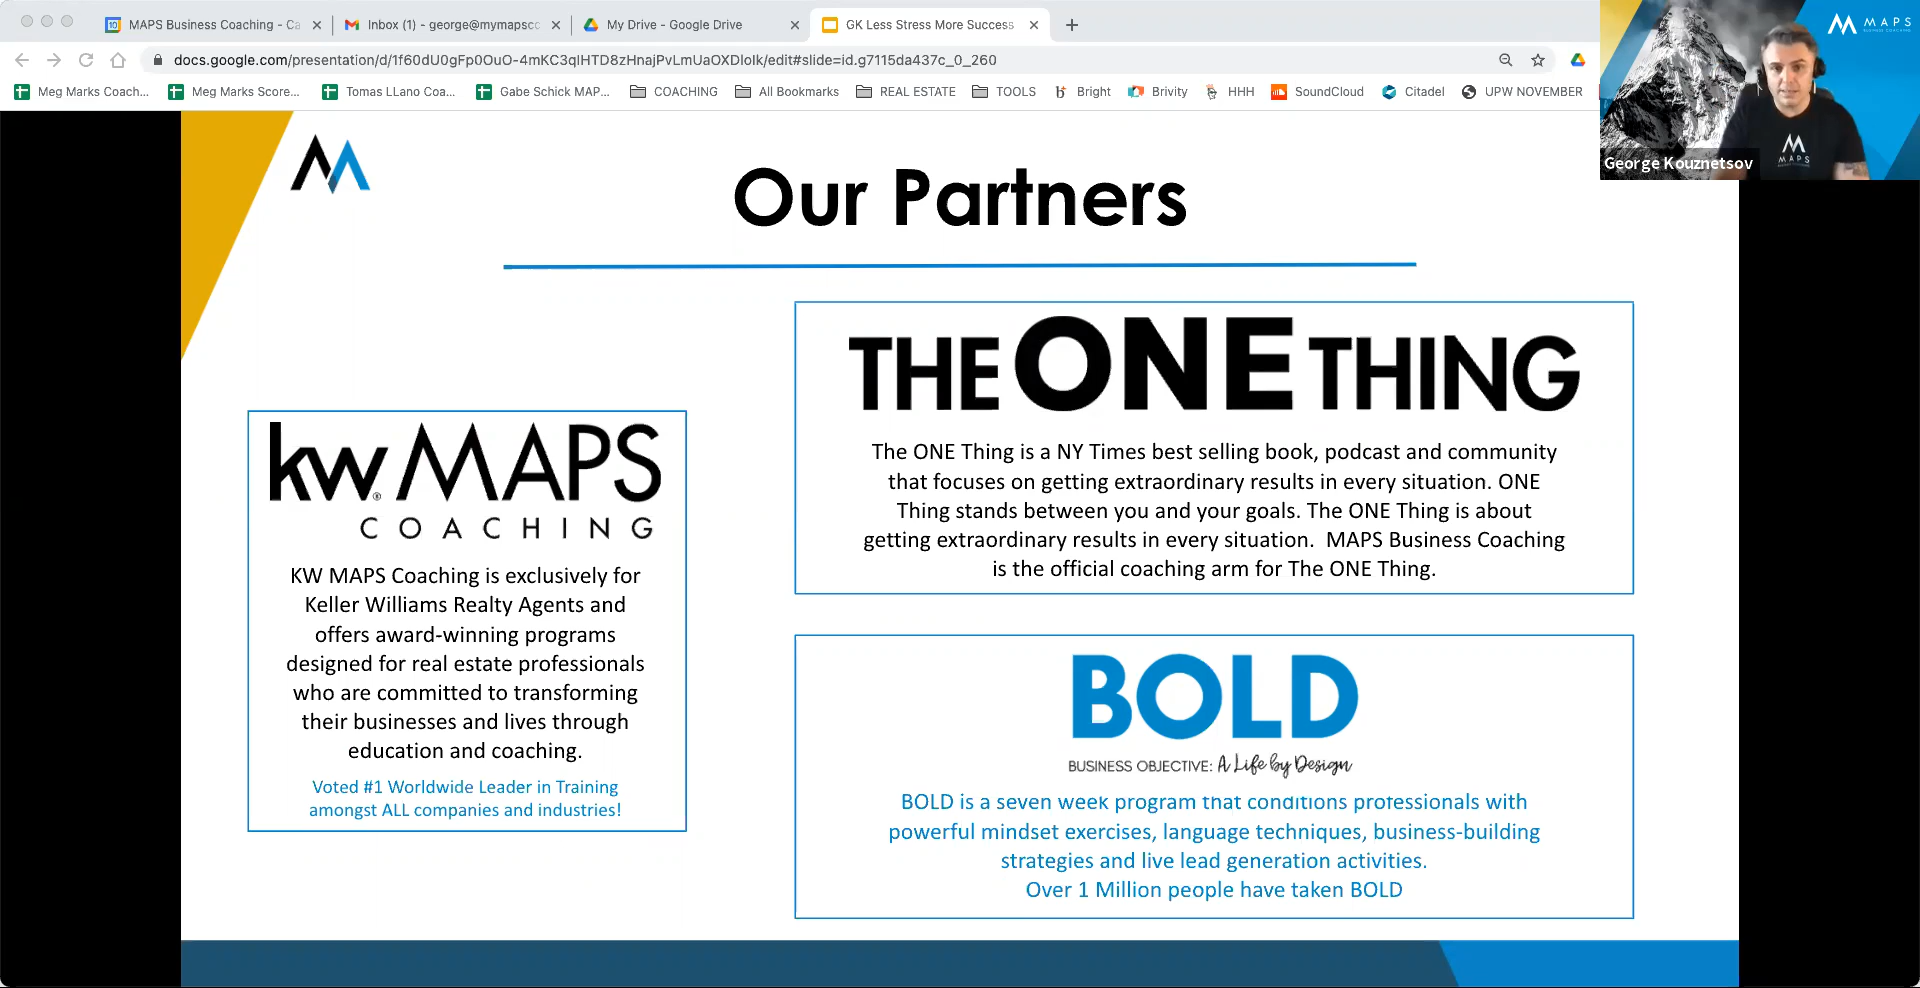 MAPS Business Coaching - Ca
Inbox (1) - george@mymapscc
My Drive - Google Drive
GK Less Stress More Success
docs.google.com/presentation/d/1f60dU0gFp0OuO-4mKC3qlHTD8zHnajPvLmUaOXDIoIk/edit#slide=id.g7115da437c_0_260
Meg Marks Coach...
Meg Marks Score...
Tomas LLano Coa...
Gabe Schick MAP...
COACHING
All Bookmarks
REAL ESTATE
TOOLS
Bright
Brivity
HHH
SoundCloud
Citadel
UPW NOVEMBER
MAPS
MAPS
George Kouznetsov
Our Partners
kw MAPS
COACHING
KW MAPS Coaching is exclusively for
Keller Williams Realty Agents and
offers award-winning programs
designed for real estate professionals
who are committed to transforming
their businesses and lives through
education and coaching.
Voted #1 Worldwide Leader in Training
amongst ALL companies and industries!
THE ONE THING
The ONE Thing is a NY Times best selling book, podcast and community
that focuses on getting extraordinary results in every situation. ONE
Thing stands between you and your goals. The ONE Thing is about
getting extraordinary results in every situation. MAPS Business Coaching
is the official coaching arm for The ONE Thing.
BOLD
BUSINESS OBJECTIVE: A Life by Design
BOLD is a seven week program that conditions professionals with
powerful mindset exercises, language techniques, business-building
strategies and live lead generation activities.
Over 1 Million people have taken BOLD